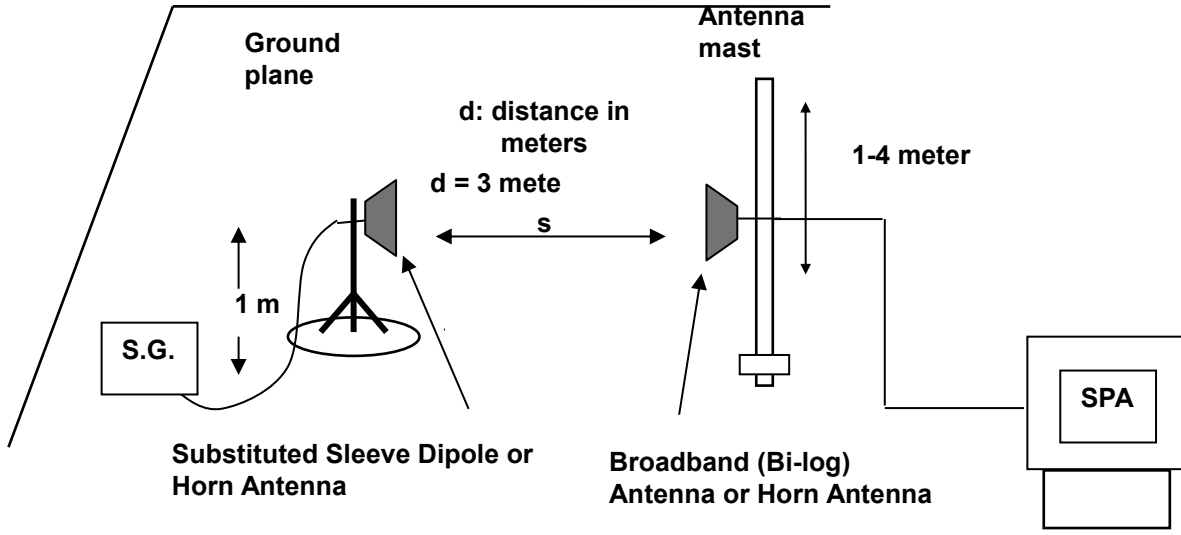 Antenna
mast
Ground
plane
d: distance in
meters
d = 3 mete
s
1-4 meter
1 m
S.G.
SPA
Substituted Sleeve Dipole or
Horn Antenna
Broadband (Bi-log)
Antenna or Horn Antenna